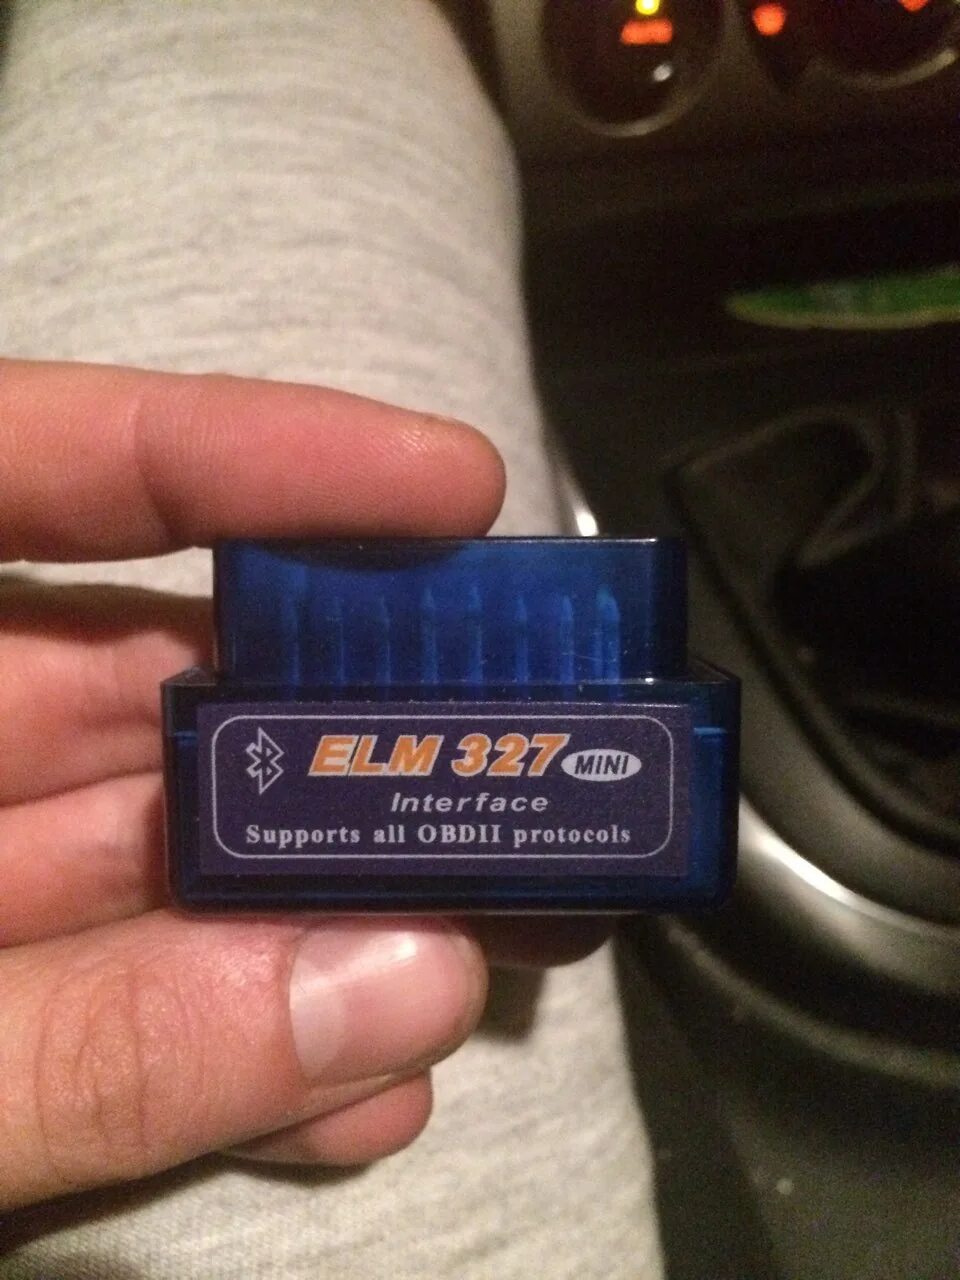 ELM 327 MINI
Interface
Supports all OBDII protocols